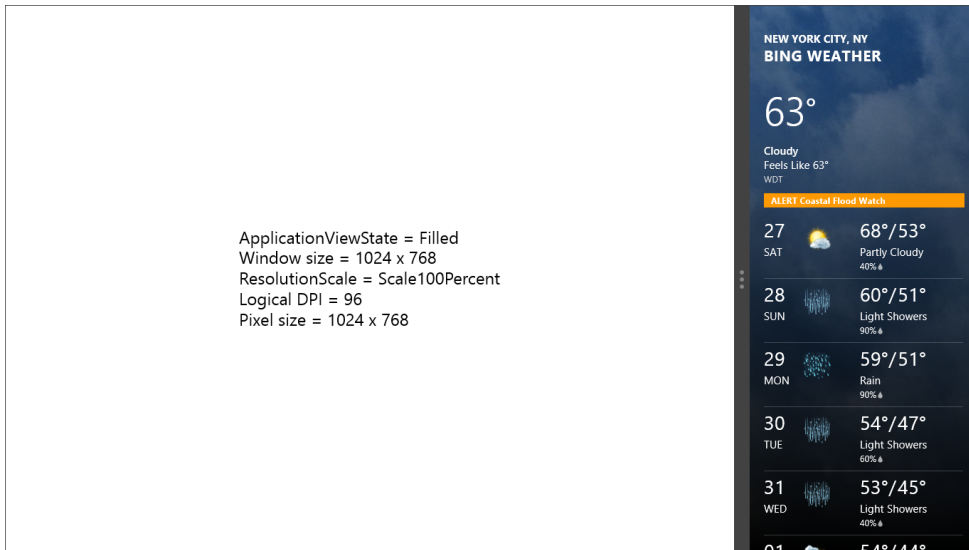 ApplicationViewState = Filled
Window size = 1024 x 768
ResolutionScale = Scale100Percent
Logical DPI = 96
Pixel size = 1024 x 768
NEW YORK CITY, NY
BING WEATHER
63°
Cloudy
Feels Like 63°
WDT
ALERT Coastal Flood Watch
27 68°/53°
SAT Partly Cloudy
40%
28 60°/51°
SUN Light Showers
90%
29 59°/51°
MON Rain
90%
30 54°/47°
TUE Light Showers
60%
31 53°/45°
WED Light Showers
40%